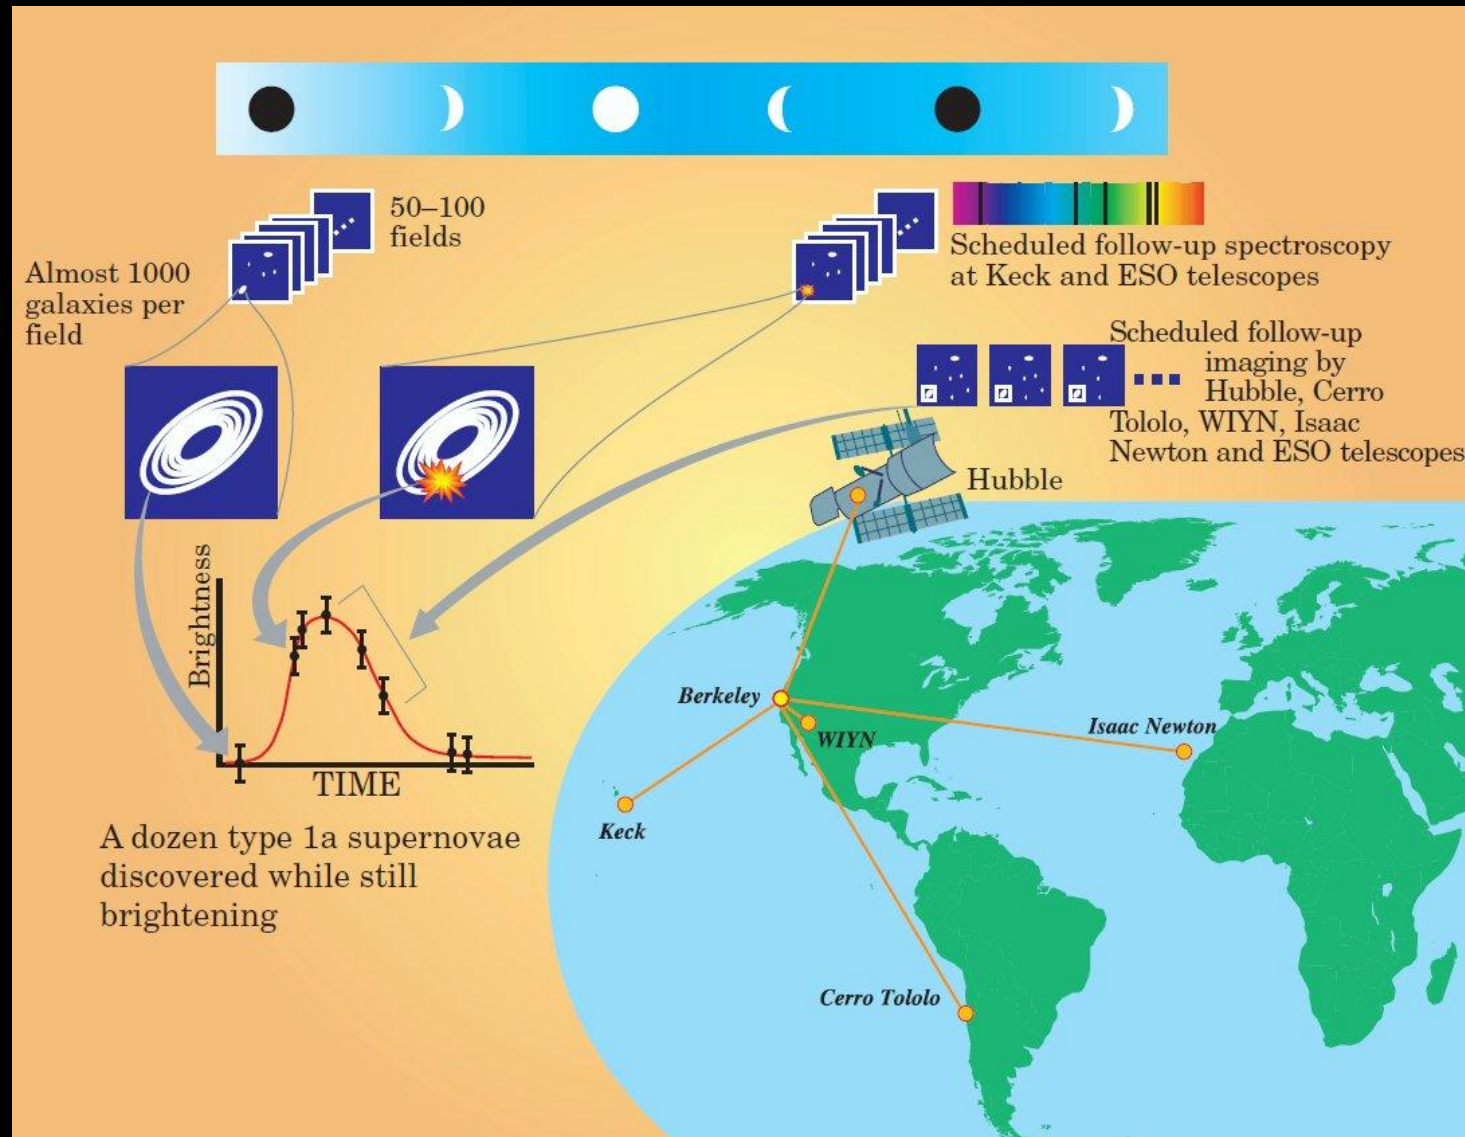 50–100
fields
Almost 1000
galaxies per
field
Scheduled follow-up spectroscopy
at Keck and ESO telescopes
Scheduled follow-up
imaging by
Hubble, Cerro
Tololo, WIYN, Isaac
Newton and ESO telescopes
Hubble
Brightness
TIME
A dozen type 1a supernovae
discovered while still
brightening
Berkeley
WIYN
Isaac Newton
Keck
Cerro Tololo